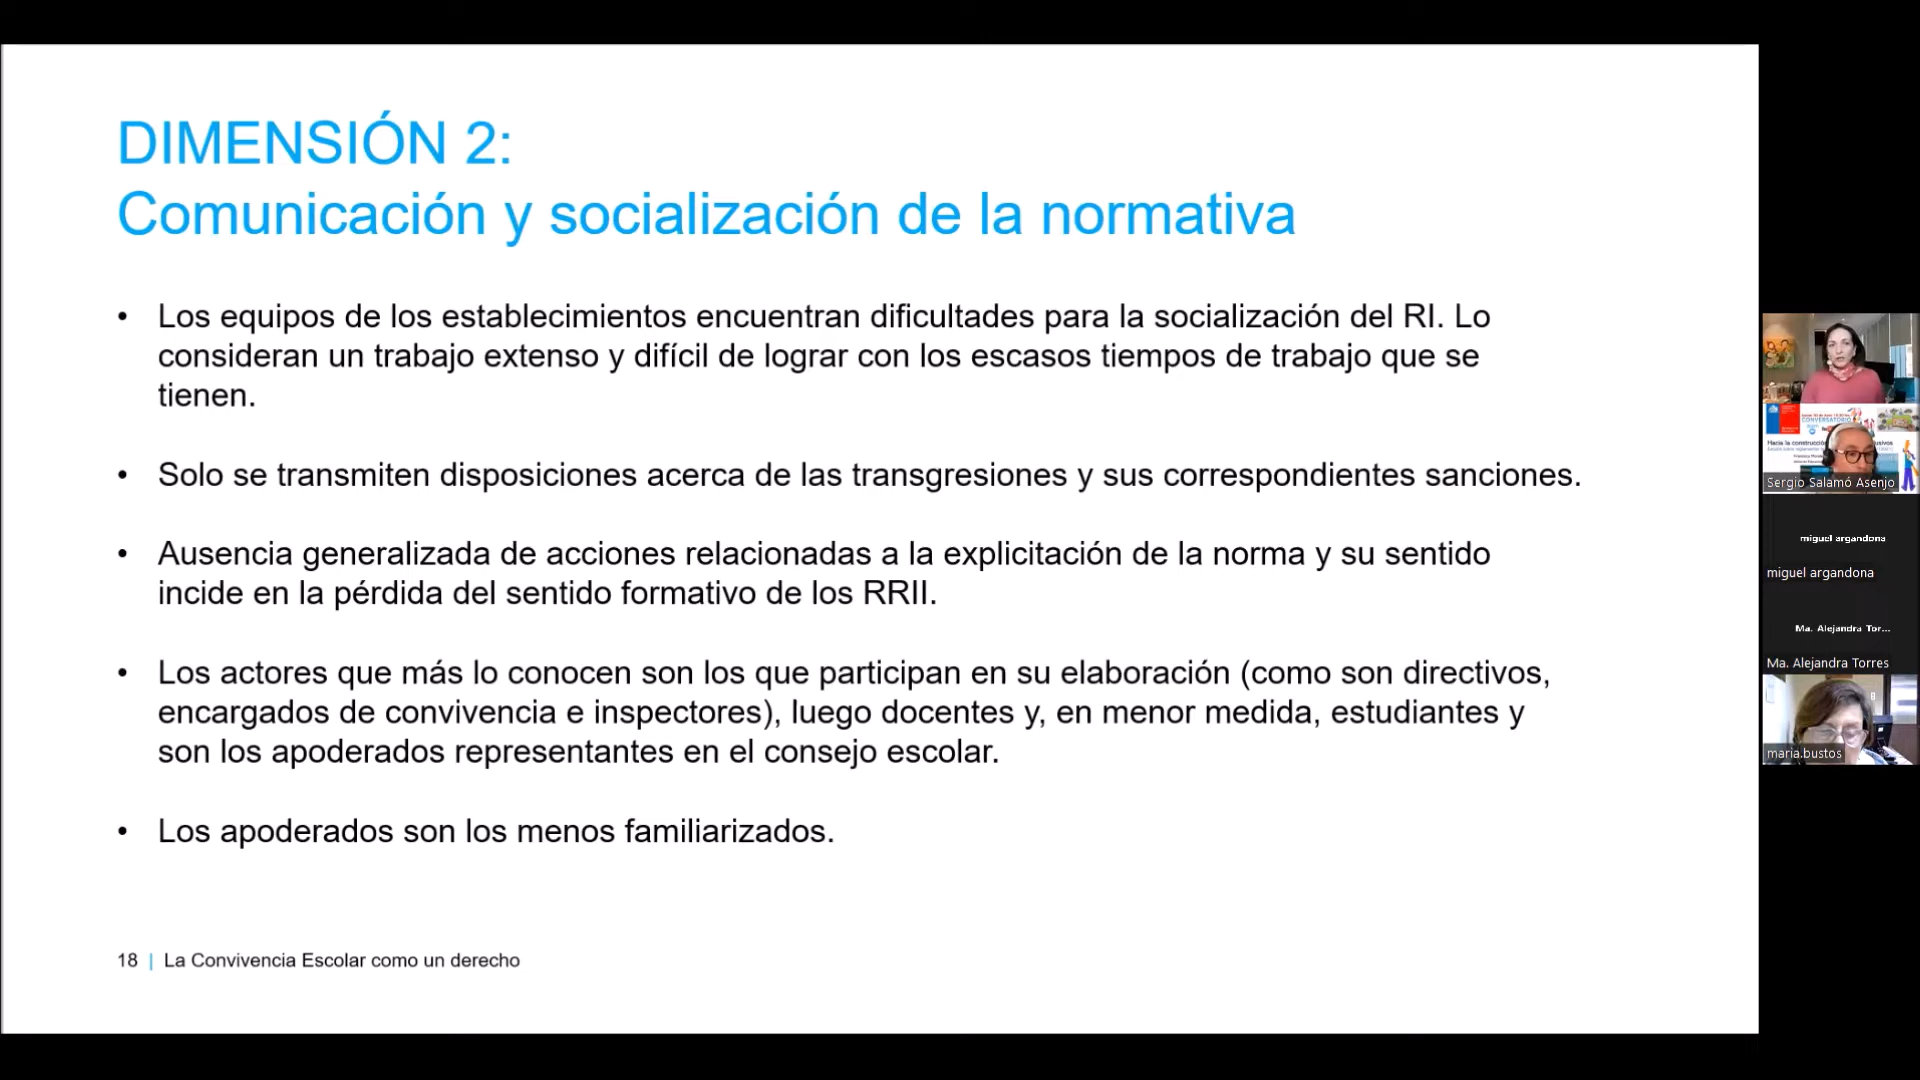 DIMENSIÓN 2:
Comunicación y socialización de la normativa
• Los equipos de los establecimientos encuentran dificultades para la socialización del RI. Lo
consideran un trabajo extenso y difícil de lograr con los escasos tiempos de trabajo que se
tienen.
• Solo se transmiten disposiciones acerca de las transgresiones y sus correspondientes sanciones.
• Ausencia generalizada de acciones relacionadas a la explicitación de la norma y su sentido
incide en la pérdida del sentido formativo de los RRII.
• Los actores que más lo conocen son los que participan en su elaboración (como son directivos,
encargados de convivencia e inspectores), luego docentes y, en menor medida, estudiantes y
son los apoderados representantes en el consejo escolar.
• Los apoderados son los menos familiarizados.
18 | La Convivencia Escolar como un derecho
CONVERSATORIO
Hacia la construcció
Sergio Salamó Asenjo
miguel argandona
miguel argandona
Ma. Alejandra Tor...
Ma. Alejandra Torres
maria.bustos